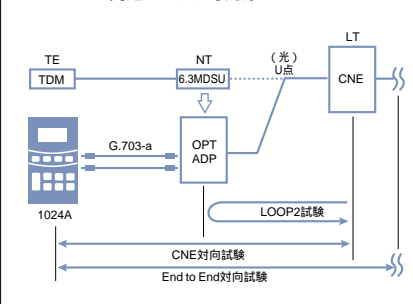 LT
TE
NT
（光）
U点
TDM
6.3MDSU
CNE
G.703-a
OPT
ADP
1024A
LOOP2試験
CNE対向試験
End to End対向試験